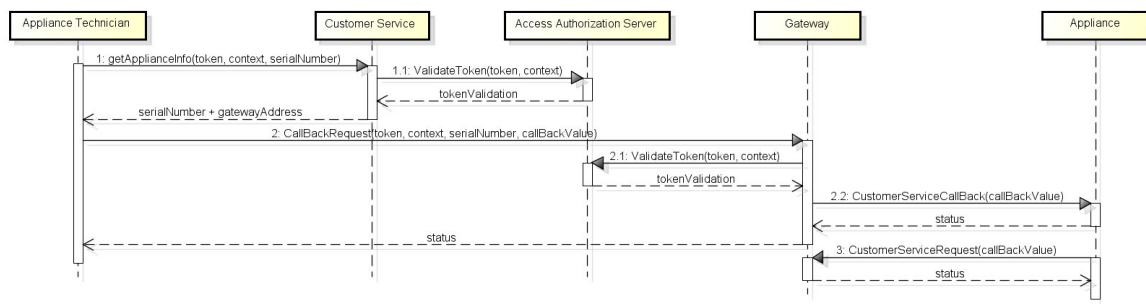 Appliance Technician
Customer Service
Access Authorization Server
Gateway
Appliance
1: getApplianceInfo(token, context, serialNumber)
1.1: ValidateToken(token, context)
tokenValidation
serialNumber + gatewayAddress
2: CallBackRequest(token, context, serialNumber, callBackValue)
2.1: ValidateToken(token, context)
tokenValidation
2.2: CustomerServiceCallBack(callBackValue)
status
status
3: CustomerServiceRequest(callBackValue)
status